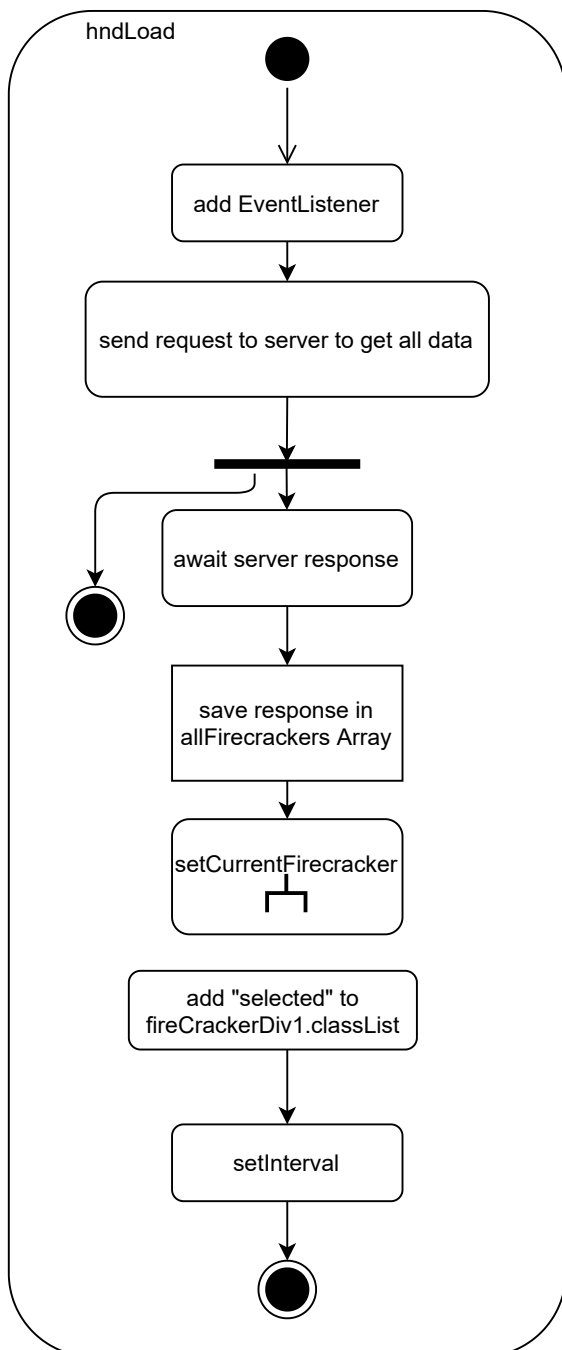 hndLoad
add EventListener
send request to server to get all data
await server response
save response in
allFirecrackers Array
setCurrentFirecracker
add "selected" to
fireCrackerDiv1.classList
setInterval